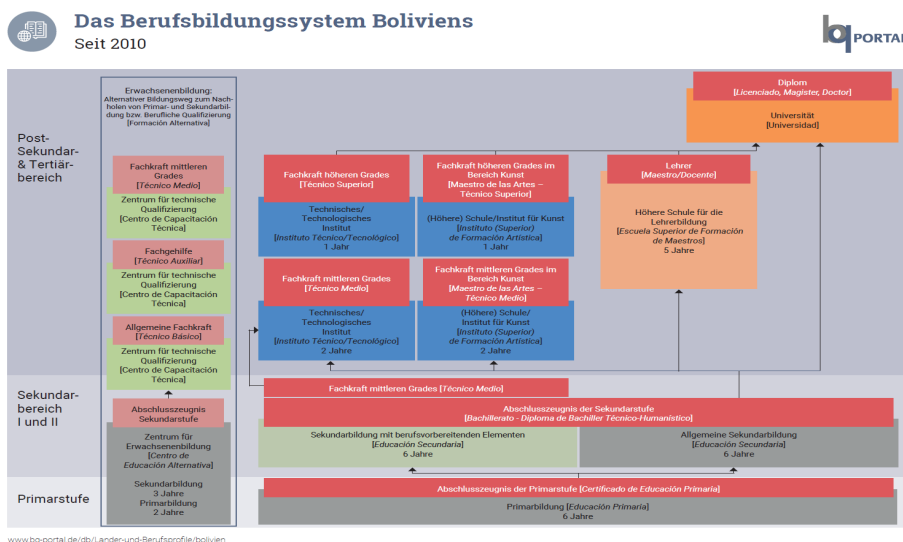 Das Berufsbildungssystem Boliviens
Seit 2010
bq PORTAL
Post-
Sekundar-
& Tertiär-
bereich
Erwachsenenbildung:
Alternativer Bildungsweg zum Nach-
holen von Primar- und Sekundarbil-
dung bzw. Berufliche Qualifizierung
[Formación Alternativa]
Fachkraft mittleren
Grades
[Técnico Medio]
Zentrum für technische
Qualifizierung
[Centro de Capacitación
Técnica]
Fachgehilfe
[Técnico Auxiliar]
Zentrum für technische
Qualifizierung
[Centro de Capacitación
Técnica]
Allgemeine Fachkraft
[Técnico Básico]
Zentrum für technische
Qualifizierung
[Centro de Capacitación
Técnica]
Diplom
[Licenciado, Magister, Doctor]
Universität
[Universidad]
Fachkraft höheren Grades
[Técnico Superior]
Technisches/
Technologisches
Institut
[Instituto Técnico/Tecnológico]
1 Jahr
Fachkraft höheren Grades im
Bereich Kunst
[Maestro de las Artes –
Técnico Superior]
(Höhere) Schule/Institut für Kunst
[Instituto (Superior)
de Formación Artística]
1 Jahr
Lehrer
[Maestro/Docente]
Höhere Schule für die
Lehrerbildung
[Escuela Superior de Formación
de Maestros]
5 Jahre
Fachkraft mittleren Grades
[Técnico Medio]
Technisches/
Technologisches
Institut
[Instituto Técnico/Tecnológico]
2 Jahre
Fachkraft mittleren Grades im
Bereich Kunst
[Maestro de las Artes –
Técnico Medio]
(Höhere) Schule/
Institut für Kunst
[Instituto (Superior)
de Formación Artística]
2 Jahre
Sekundar-
bereich
I und II
Abschlusszeugnis
Sekundarstufe
Zentrum für
Erwachsenenbildung
[Centro de
Educación Alternativa]
Sekundarbildung
3 Jahre
Primarbildung
2 Jahre
Fachkraft mittleren Grades [Técnico Medio]
Abschlusszeugnis der Sekundarstufe
[Bachillerato - Diploma de Bachiller Técnico-Humanístico]
Sekundarbildung mit berufsvorbereitenden Elementen
[Educación Secundaria]
6 Jahre
Allgemeine Sekundarbildung
[Educación Secundaria]
6 Jahre
Primarstufe
Abschlusszeugnis der Primarstufe [Certificado de Educación Primaria]
Primarbildung [Educación Primaria]
6 Jahre
www.bq-portal.de/db/Länder-und-Berufsprofile/bolivien